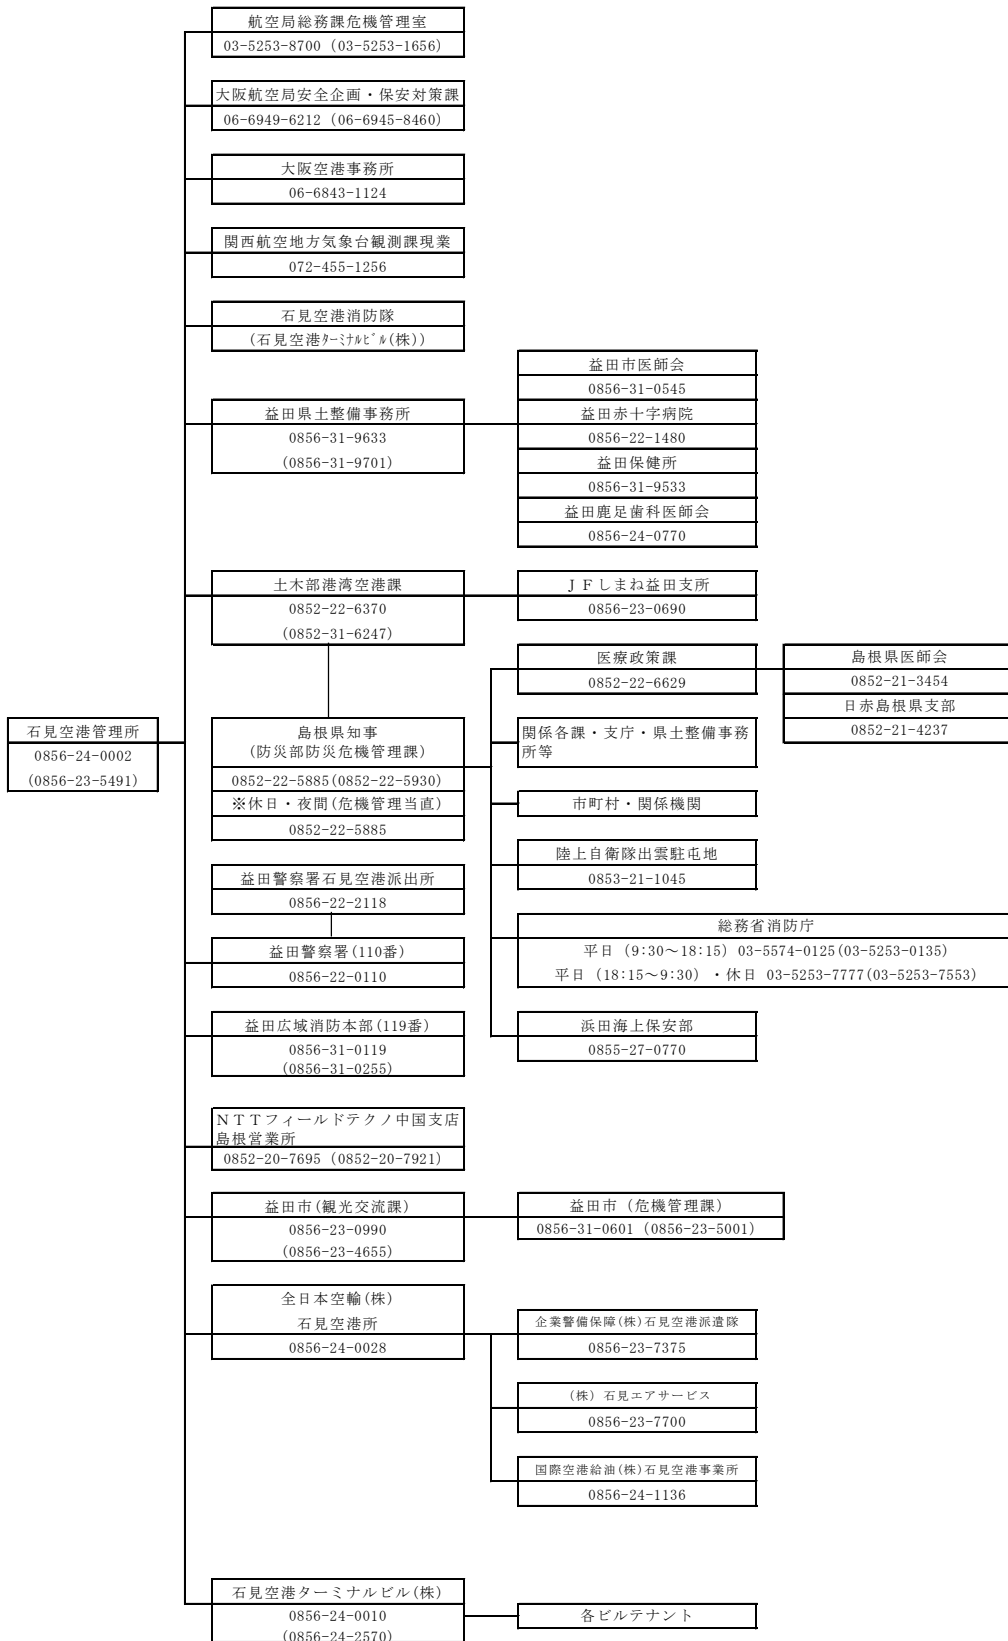 航空局総務課危機管理室
03-5253-8700（03-5253-1656）
大阪航空局安全企画・保安対策課
06-6949-6212（06-6945-8460）
大阪空港事務所
06-6843-1124
関西航空地方気象台観測課現業
072-455-1256
石見空港消防隊
(石見空港ﾀｰﾐﾅﾙﾋﾞﾙ(株))
益田県土整備事務所
0856-31-9633
(0856-31-9701)
益田市医師会
0856-31-0545
益田赤十字病院
0856-22-1480
益田保健所
0856-31-9533
益田鹿足歯科医師会
0856-24-0770
土木部港湾空港課
0852-22-6370
(0852-31-6247)
ＪＦしまね益田支所
0856-23-0690
医療政策課
0852-22-6629
島根県医師会
0852-21-3454
日赤島根県支部
0852-21-4237
石見空港管理所
0856-24-0002
(0856-23-5491)
島根県知事
(防災部防災危機管理課)
0852-22-5885(0852-22-5930)
※休日・夜間(危機管理当直)
0852-22-5885
関係各課・支庁・県土整備事務
所等
市町村・関係機関
陸上自衛隊出雲駐屯地
0853-21-1045
総務省消防庁
平日（9:30～18:15）03-5574-0125(03-5253-0135)
平日（18:15～9:30）・休日 03-5253-7777(03-5253-7553)
浜田海上保安部
0855-27-0770
益田警察署石見空港派出所
0856-22-2118
益田警察署(110番)
0856-22-0110
益田広域消防本部(119番)
0856-31-0119
(0856-31-0255)
ＮＴＴフィールドテクノ中国支店
島根営業所
0852-20-7695（0852-20-7921）
益田市(観光交流課)
0856-23-0990
(0856-23-4655)
益田市（危機管理課）
0856-31-0601（0856-23-5001）
全日本空輸(株)
石見空港所
0856-24-0028
企業警備保障(株)石見空港派遣隊
0856-23-7375
（株）石見エアサービス
0856-23-7700
国際空港給油(株)石見空港事業所
0856-24-1136
石見空港ターミナルビル(株)
0856-24-0010
(0856-24-2570)
各ビルテナント